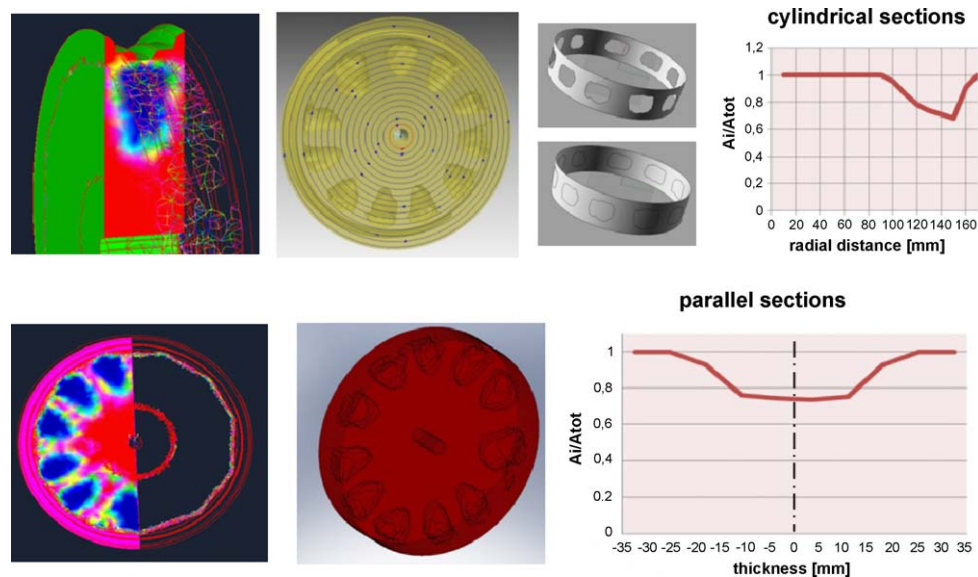 cylindrical sections
Ai/Atot
1,2
1
0,8
0,6
0,4
0,2
0
0 20 40 60 80 100 120 140 160
radial distance [mm]
parallel sections
Ai/Atot
1
0,8
0,6
0,4
0,2
0
-35 -30 -25 -20 -15 -10 -5 0 5 10 15 20 25 30 35
thickness [mm]